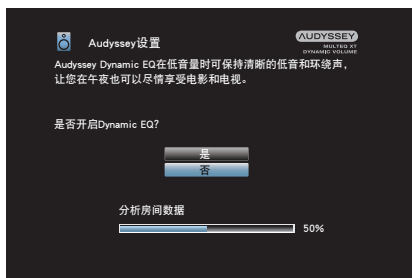 Audyssey设置
AUDYSSEY
MULTEQ XT
DYNAMIC VOLUME
Audyssey Dynamic EQ在低音量时可保持清晰的低音和环绕声，
让您在午夜也可以尽情享受电影和电视。
是否开启Dynamic EQ?
是
否
分析房间数据
50%